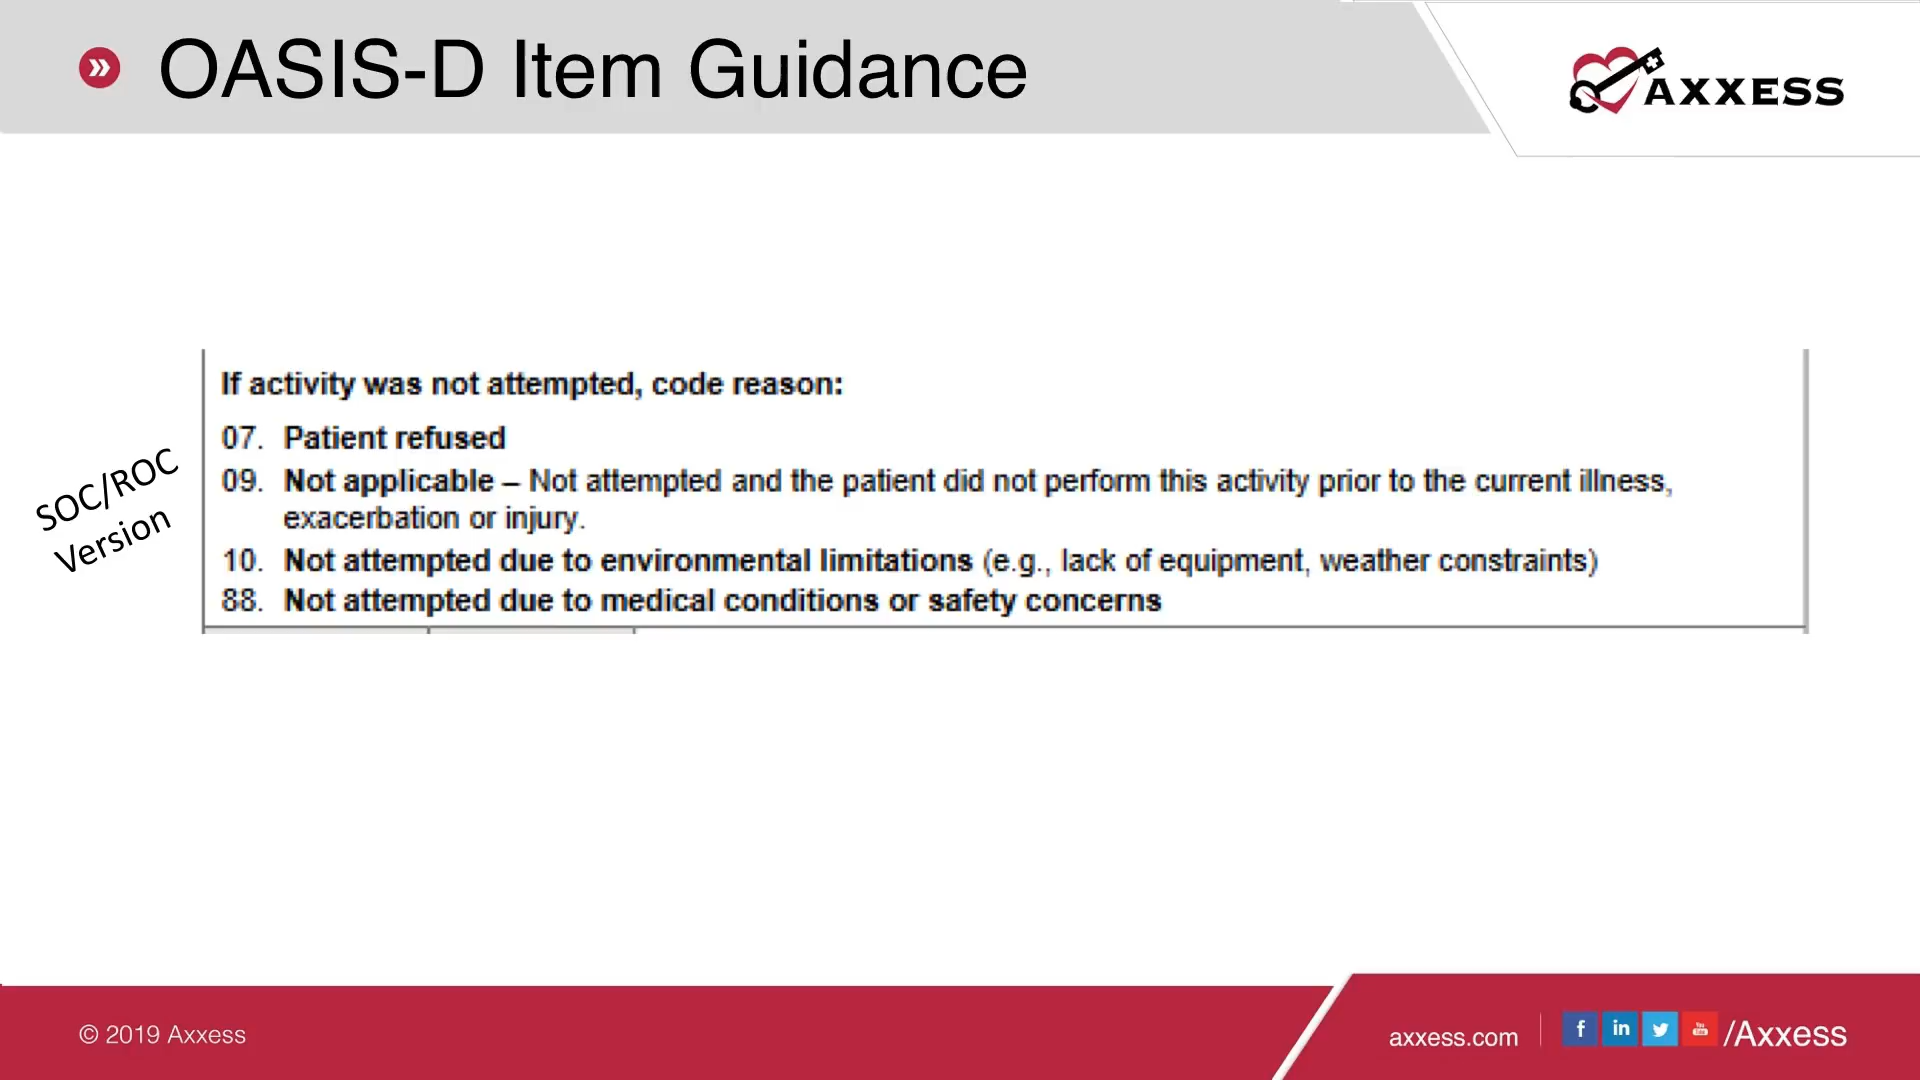 OASIS-D Item Guidance
AXXESS
If activity was not attempted, code reason:
07. Patient refused
09. Not applicable – Not attempted and the patient did not perform this activity prior to the current illness,
exacerbation or injury.
10. Not attempted due to environmental limitations (e.g., lack of equipment, weather constraints)
88. Not attempted due to medical conditions or safety concerns
SOC/ROC
Version
© 2019 Axxess
axxess.com
/Axxess